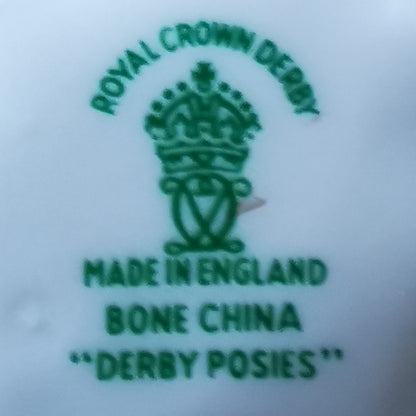 ROYAL CROWN DERBY
MADE IN ENGLAND
BONE CHINA
"DERBY POSIES"